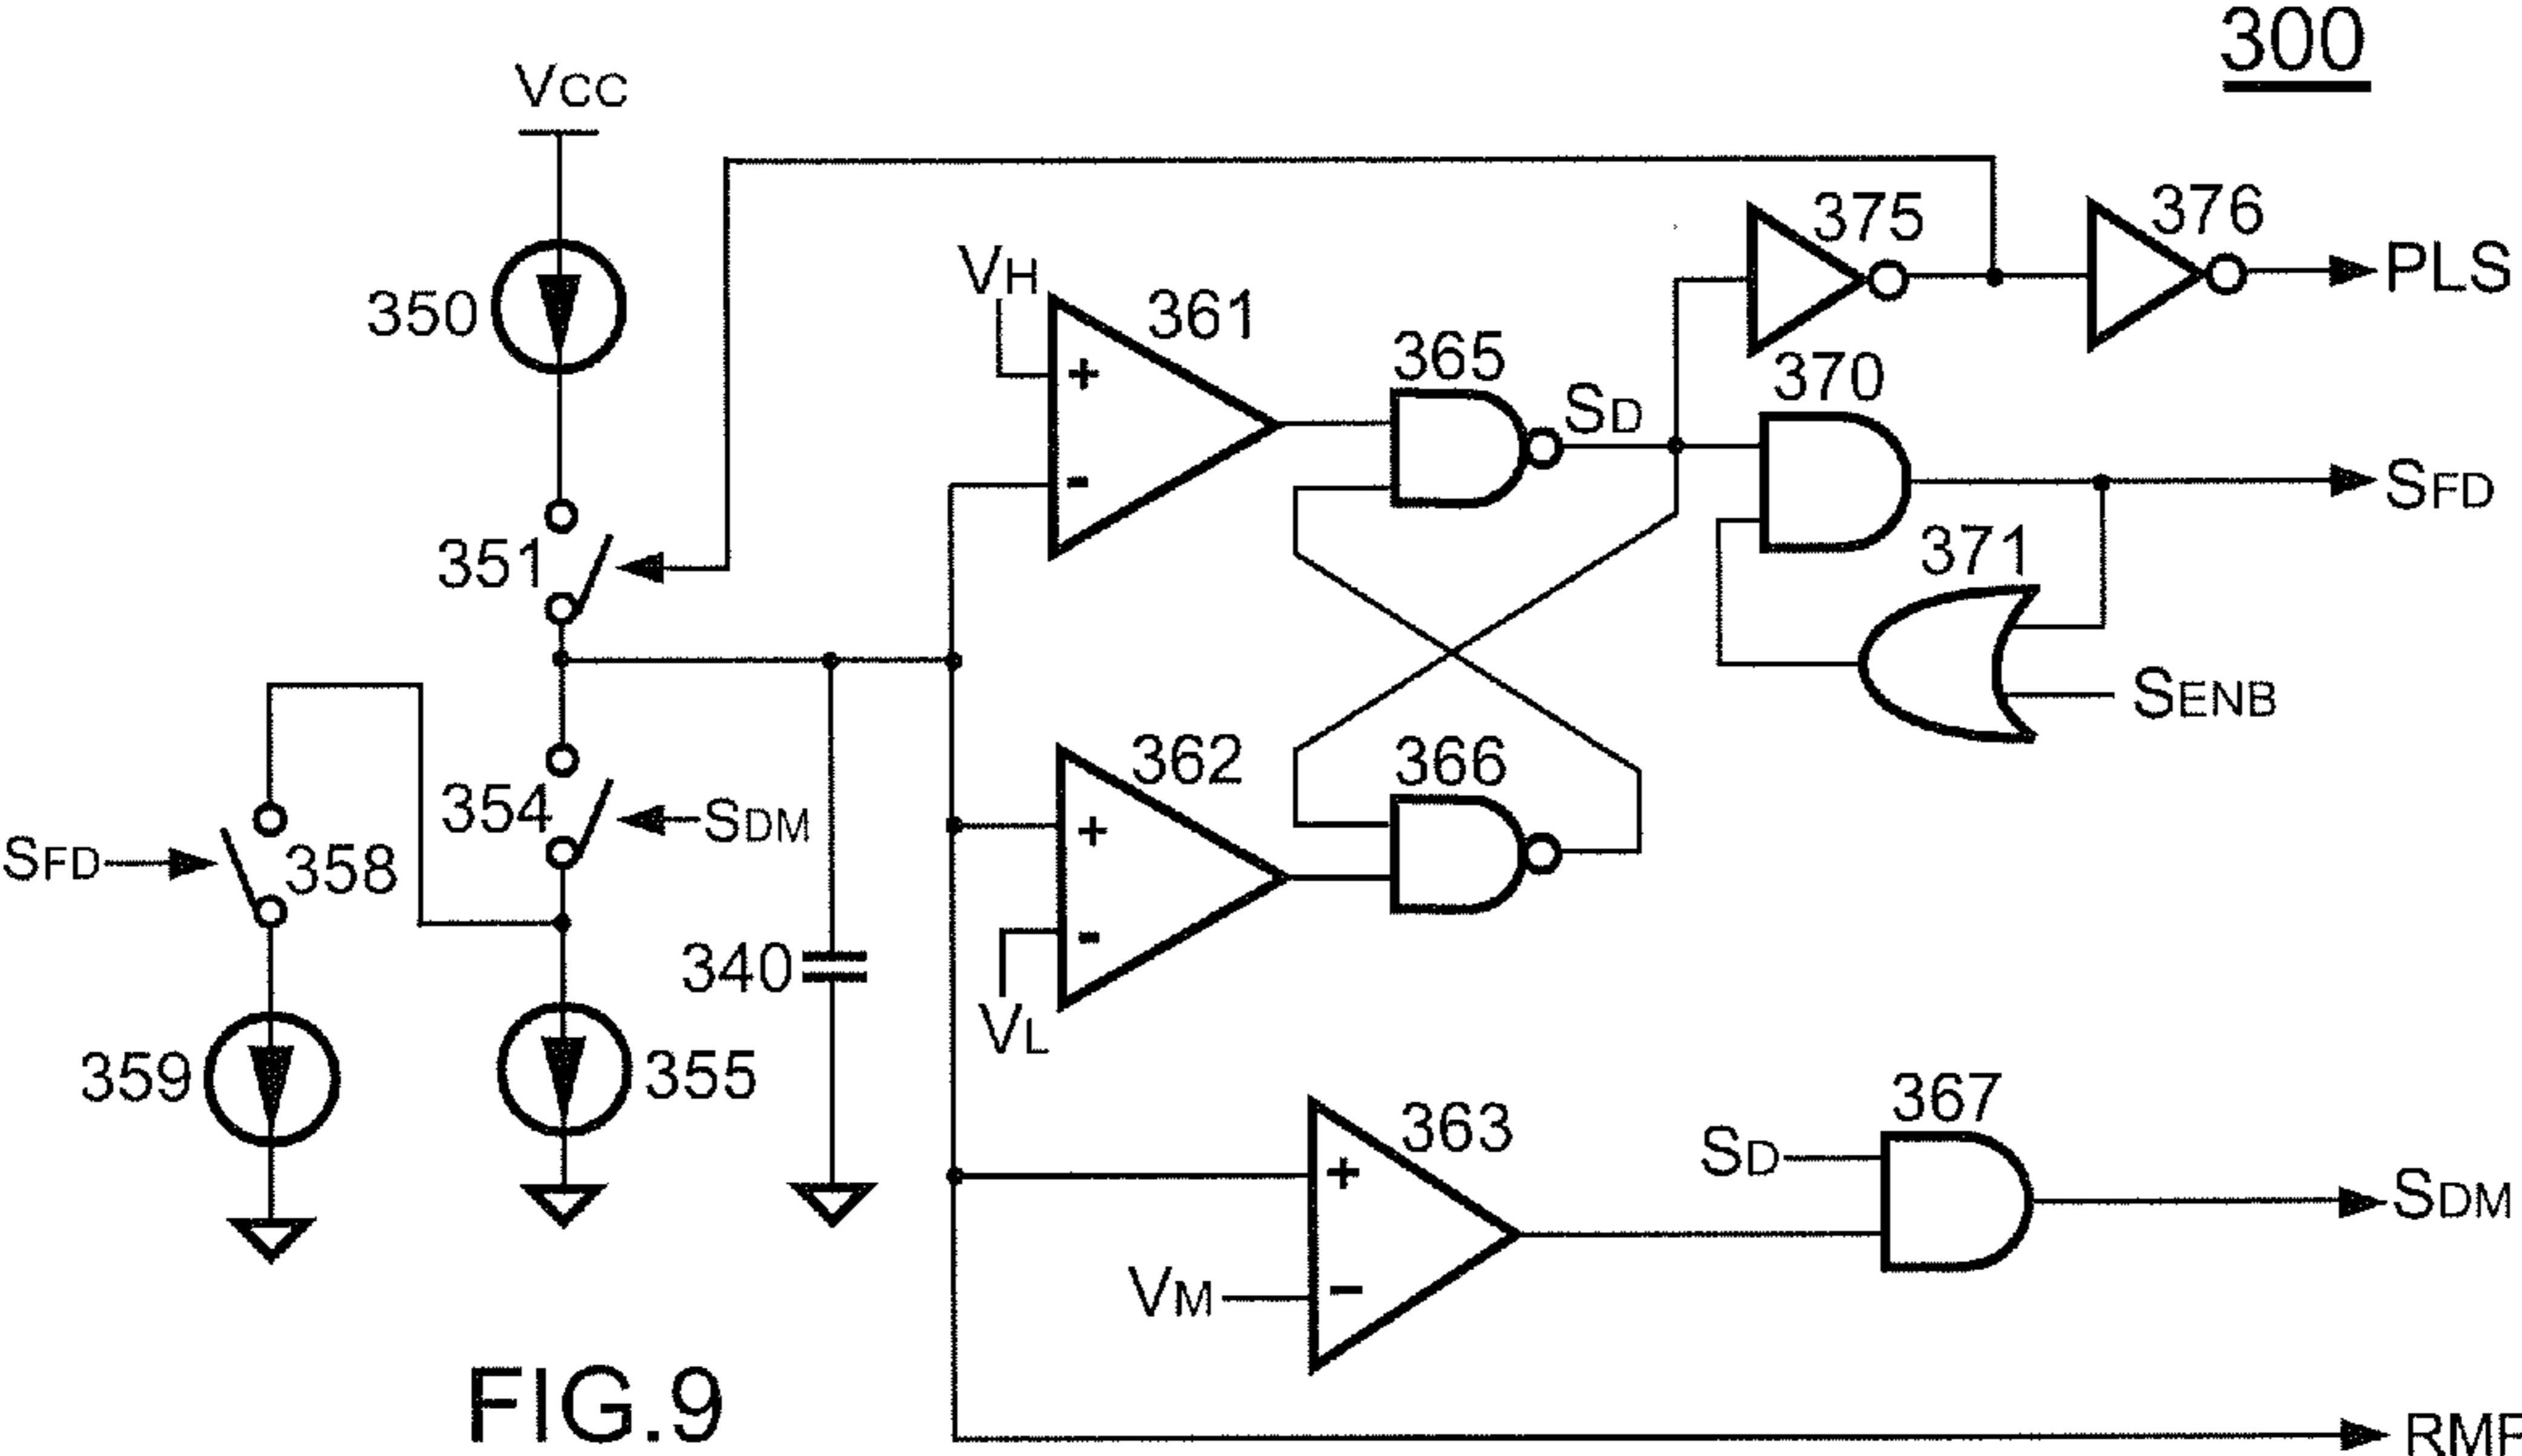 300
VCC
375
376
PLS
VH
361
350
365
370
SD
SFD
371
351
SENB
362
366
354
SDM
SFD
358
340
VL
359
355
363
367
SD
SDM
VM
FIG.9
RMP